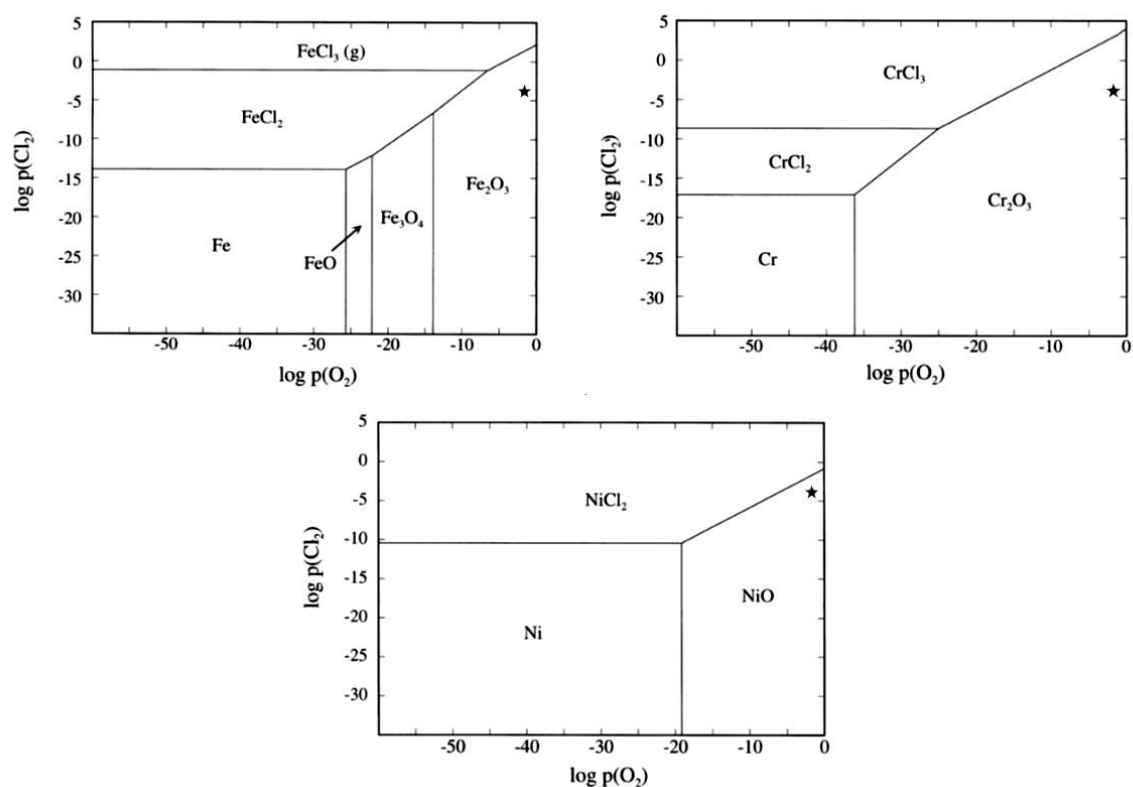 5
0
-5
-10
-15
-20
-25
-30
log p(Cl₂)
FeCl₃ (g)
FeCl₂
Fe
FeO
Fe₃O₄
Fe₂O₃
-50 -40 -30 -20 -10 0
log p(O₂)
5
0
-5
-10
-15
-20
-25
-30
log p(Cl₂)
CrCl₃
CrCl₂
Cr
Cr₂O₃
-50 -40 -30 -20 -10 0
log p(O₂)
5
0
-5
-10
-15
-20
-25
-30
log p(Cl₂)
NiCl₂
Ni
NiO
-50 -40 -30 -20 -10 0
log p(O₂)